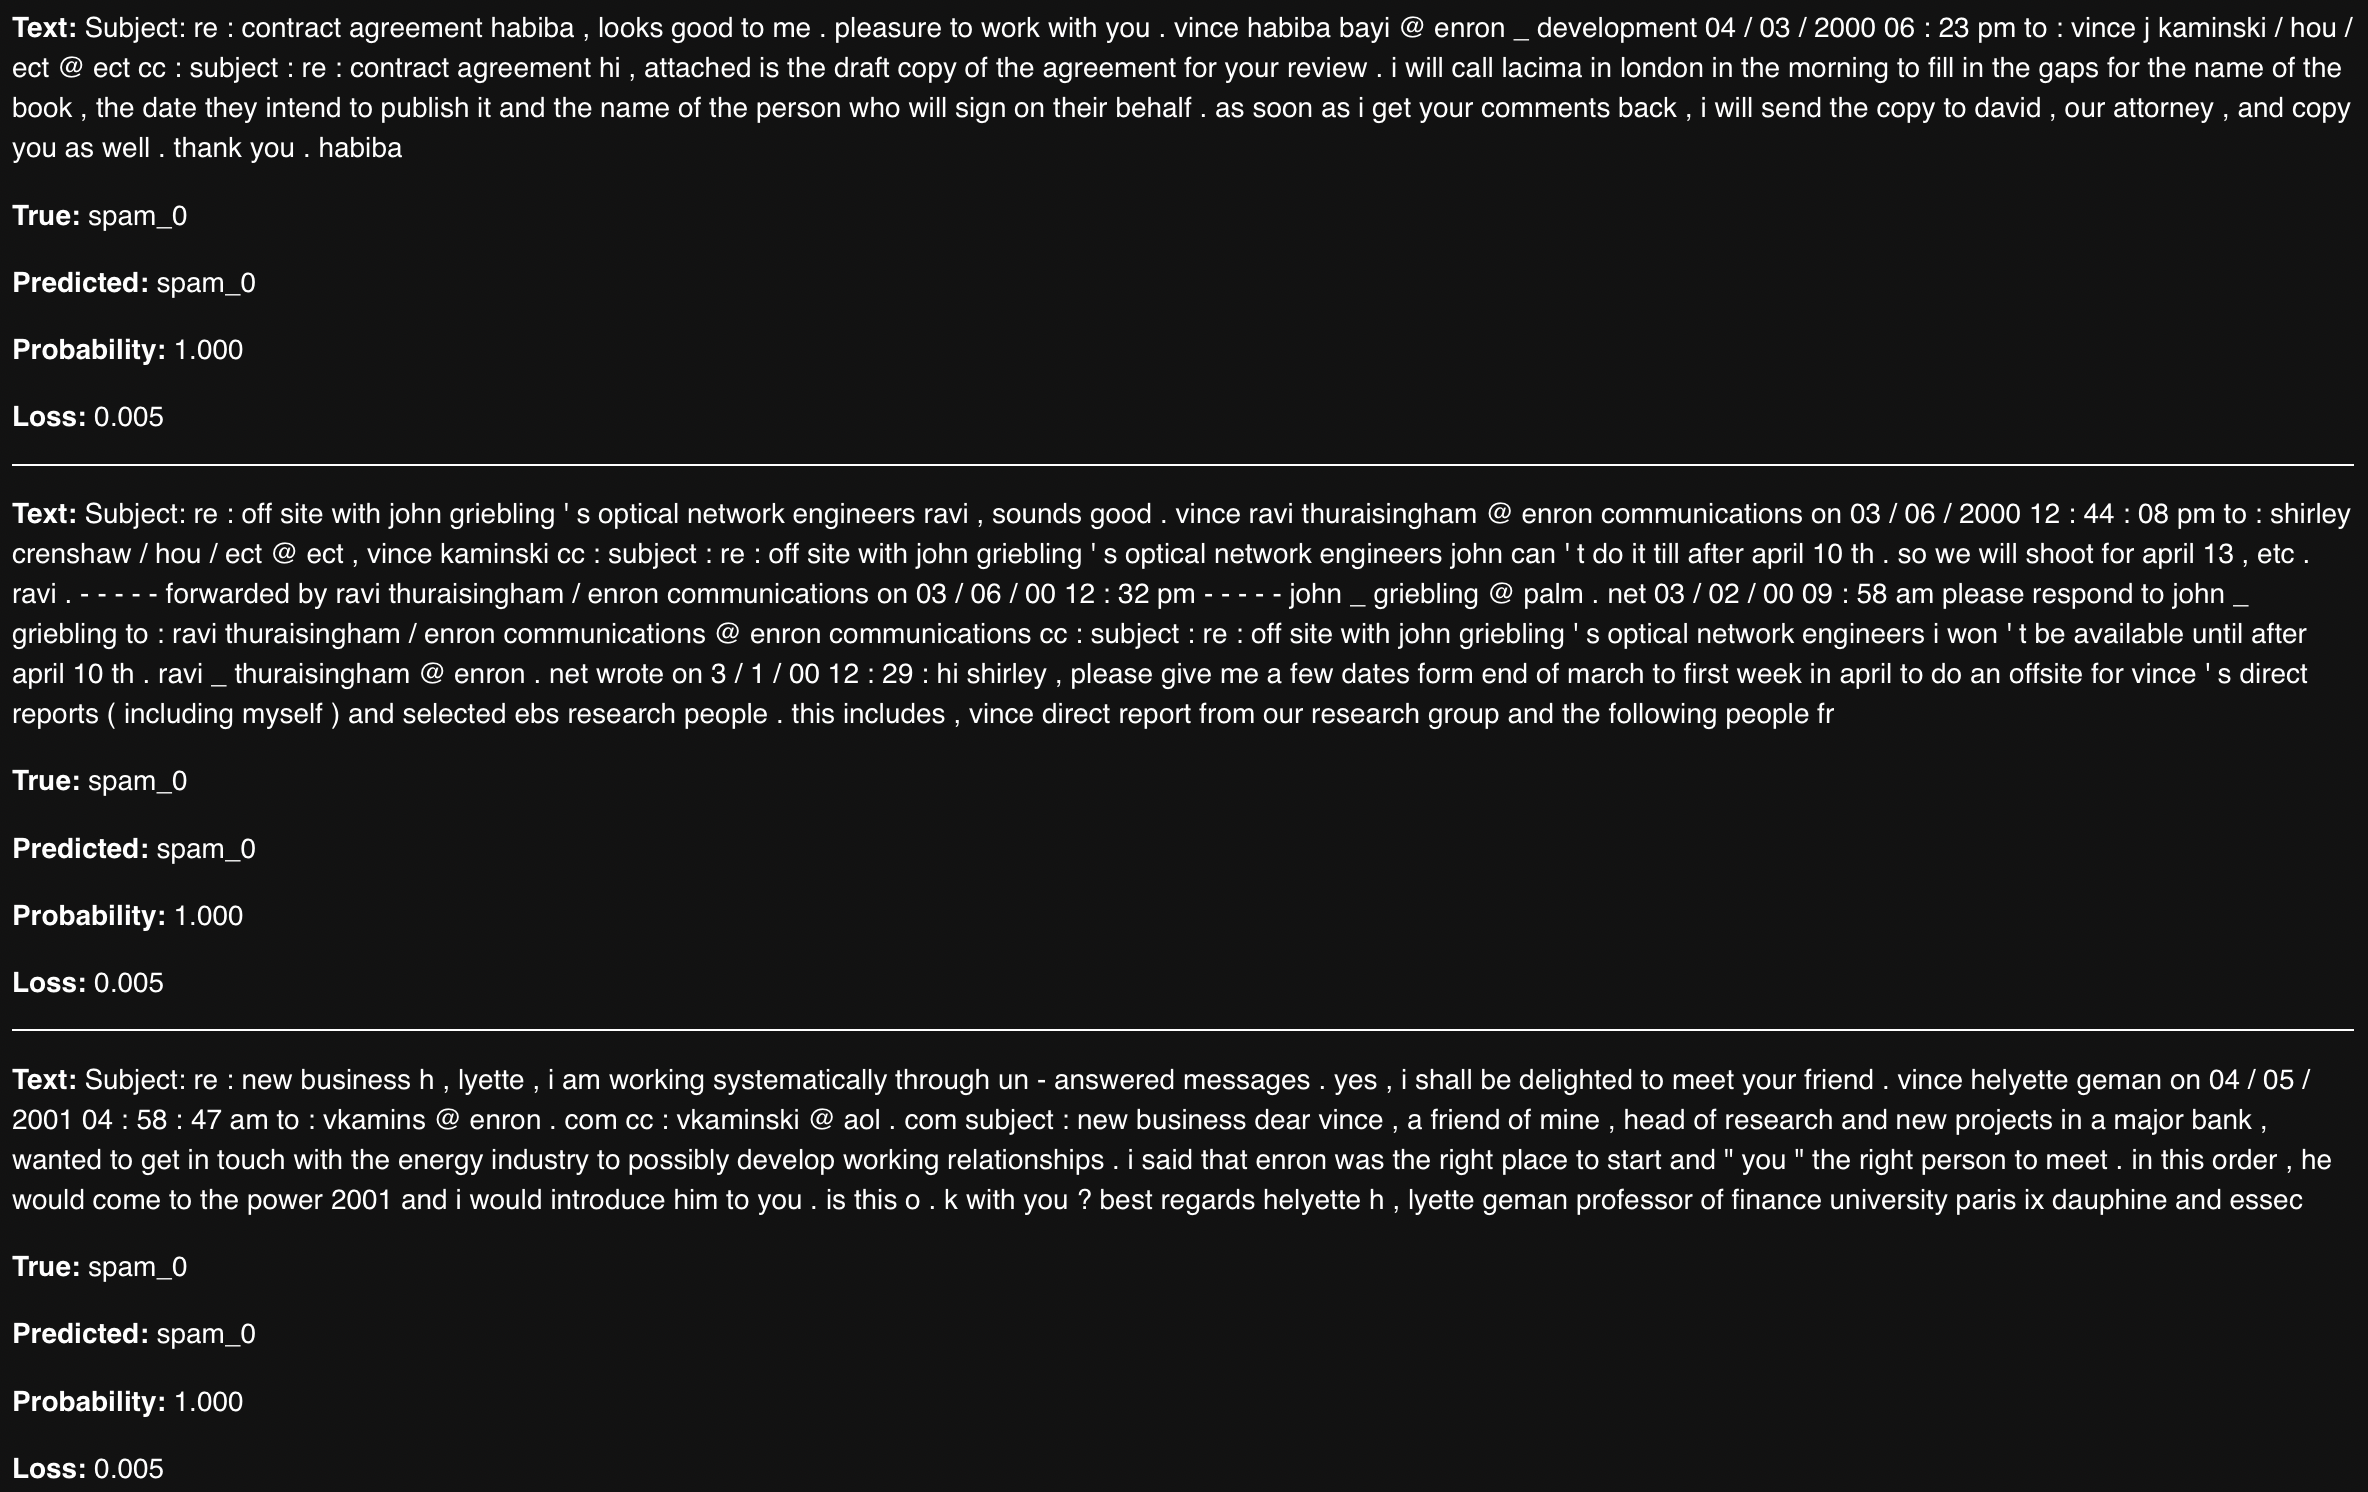 Text: Subject: re : contract agreement habiba , looks good to me . pleasure to work with you . vince habiba bayi @ enron _ development 04 / 03 / 2000 06 : 23 pm to : vince j kaminski / hou /
ect @ ect cc : subject : re : contract agreement hi , attached is the draft copy of the agreement for your review . i will call lacima in london in the morning to fill in the gaps for the name of the
book , the date they intend to publish it and the name of the person who will sign on their behalf . as soon as i get your comments back , i will send the copy to david , our attorney , and copy
you as well . thank you . habiba
True: spam_0
Predicted: spam_0
Probability: 1.000
Loss: 0.005
Text: Subject: re : off site with john griebling ' s optical network engineers ravi , sounds good . vince ravi thuraisingham @ enron communications on 03 / 06 / 2000 12 : 44 : 08 pm to : shirley
crenshaw / hou / ect @ ect , vince kaminski cc : subject : re : off site with john griebling ' s optical network engineers john can ' t do it till after april 10 th . so we will shoot for april 13 , etc .
ravi . - - - - - forwarded by ravi thuraisingham / enron communications on 03 / 06 / 00 12 : 32 pm - - - - - john _ griebling @ palm . net 03 / 02 / 00 09 : 58 am please respond to john _
griebling to : ravi thuraisingham / enron communications @ enron communications cc : subject : re : off site with john griebling ' s optical network engineers i won ' t be available until after
april 10 th . ravi _ thuraisingham @ enron . net wrote on 3 / 1 / 00 12 : 29 : hi shirley , please give me a few dates form end of march to first week in april to do an offsite for vince ' s direct
reports ( including myself ) and selected ebs research people . this includes , vince direct report from our research group and the following people fr
True: spam_0
Predicted: spam_0
Probability: 1.000
Loss: 0.005
Text: Subject: re : new business h , lyette , i am working systematically through un - answered messages . yes , i shall be delighted to meet your friend . vince helyette geman on 04 / 05 /
2001 04 : 58 : 47 am to : vkamins @ enron . com cc : vkaminski @ aol . com subject : new business dear vince , a friend of mine , head of research and new projects in a major bank ,
wanted to get in touch with the energy industry to possibly develop working relationships . i said that enron was the right place to start and " you " the right person to meet . in this order , he
would come to the power 2001 and i would introduce him to you . is this o . k with you ? best regards helyette h , lyette geman professor of finance university paris ix dauphine and essec
True: spam_0
Predicted: spam_0
Probability: 1.000
Loss: 0.005